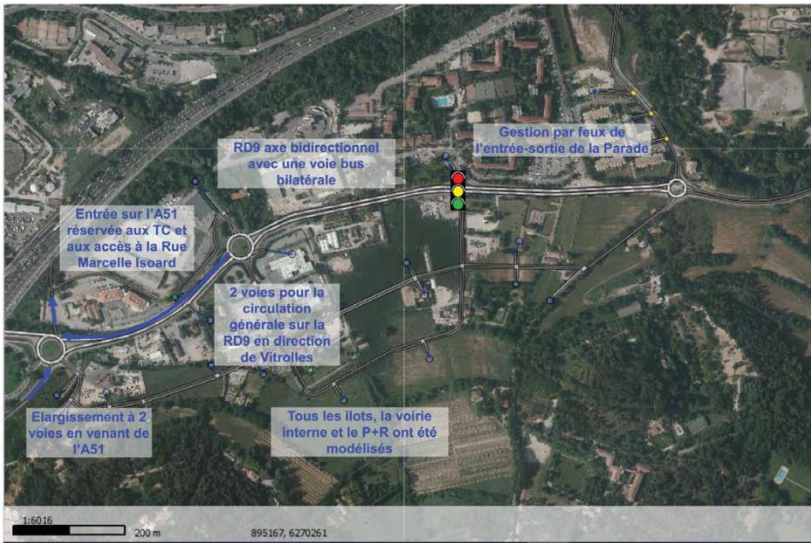 RD9 axe bidirectionnel
avec une voie bus
bilatérale
Gestion par feux de
l'entrée-sortie de la Parade
Entrée sur l'A51
réservée aux TC et
aux accès à la Rue
Marcelle Isoard
2 voies pour la
circulation
générale sur la
RD9 en direction
de Vitrolles
Elargissement à 2
voies en venant de
l'A51
Tous les ilots, la voirie
interne et le P+R ont été
modélisés
1:6016
200 m
895167, 6270261